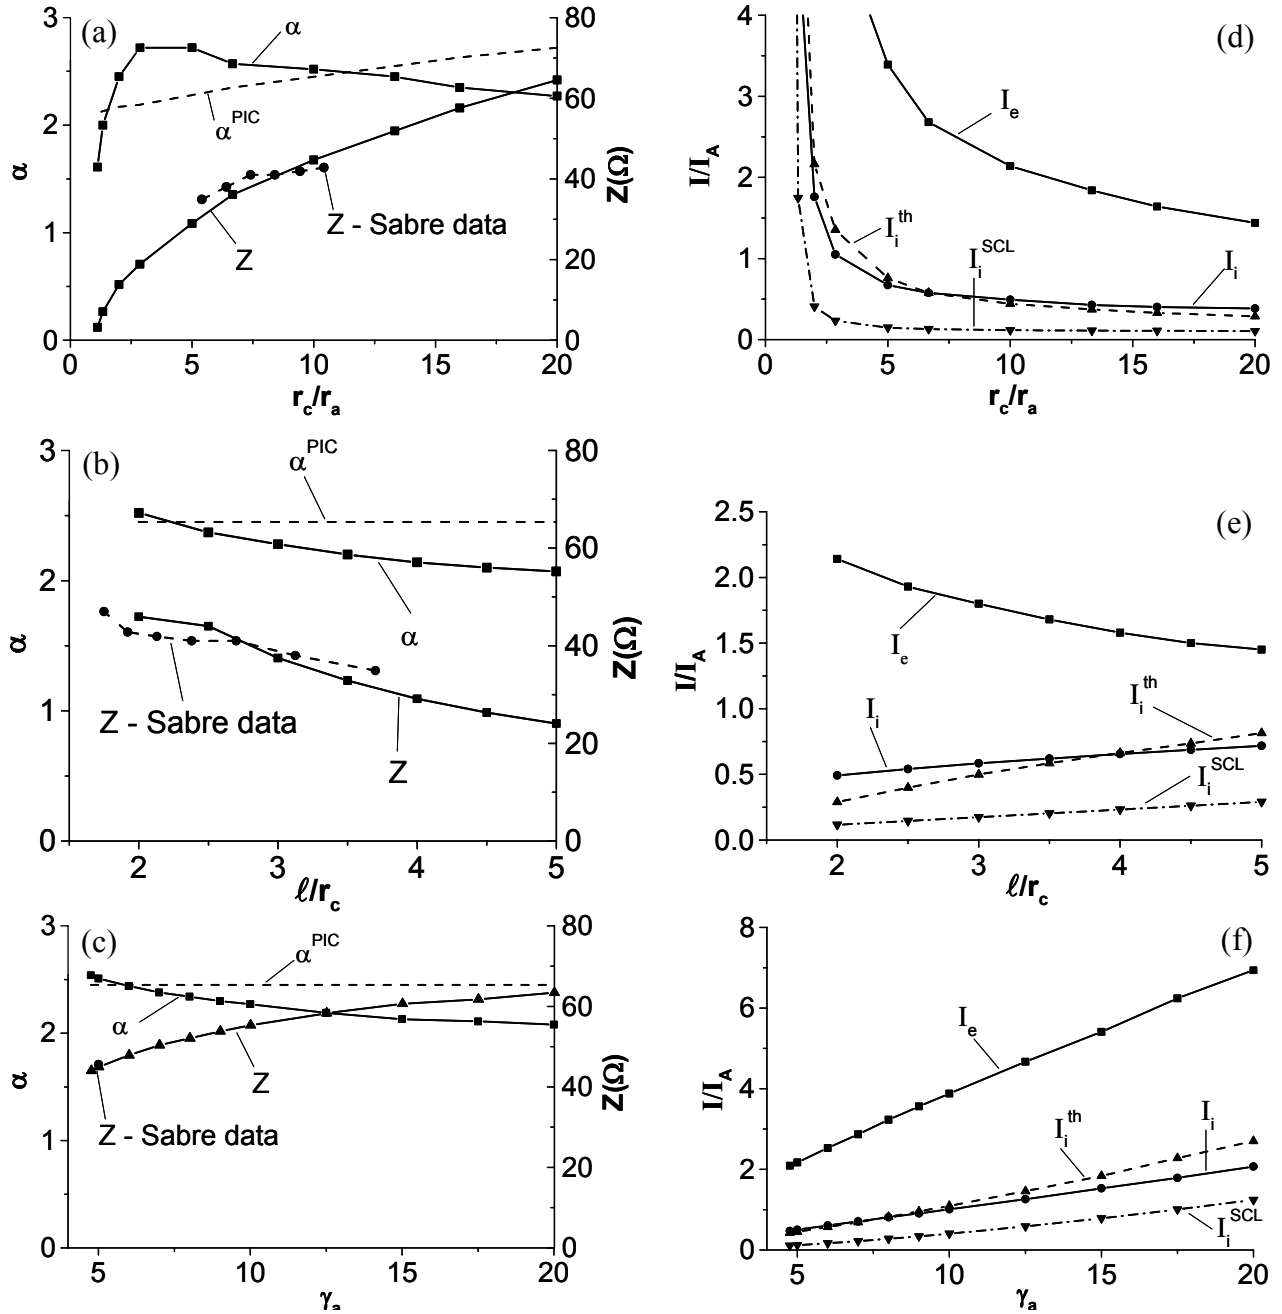 (a)
3
2
1
0
α
80
60
40
20
0
Z(Ω)
α
α^PIC
Z - Sabre data
Z
0 5 10 15 20
r_c/r_a
(d)
4
3
2
1
0
I/I_A
I_e
I_i^th
I_i^SCL
I_i
0 5 10 15 20
r_c/r_a
(b)
3
2
1
0
α
80
60
40
20
0
Z(Ω)
α^PIC
α
Z - Sabre data
Z
2 3 4 5
ℓ/r_c
(e)
2.5
2.0
1.5
1.0
0.5
0.0
I/I_A
I_e
I_i
I_i^th
I_i^SCL
2 3 4 5
ℓ/r_c
(c)
3
2
1
0
α
80
60
40
20
0
Z(Ω)
α^PIC
α
Z
Z - Sabre data
5 10 15 20
γ_a
(f)
8
6
4
2
0
I/I_A
I_e
I_i^th
I_i
I_i^SCL
5 10 15 20
γ_a